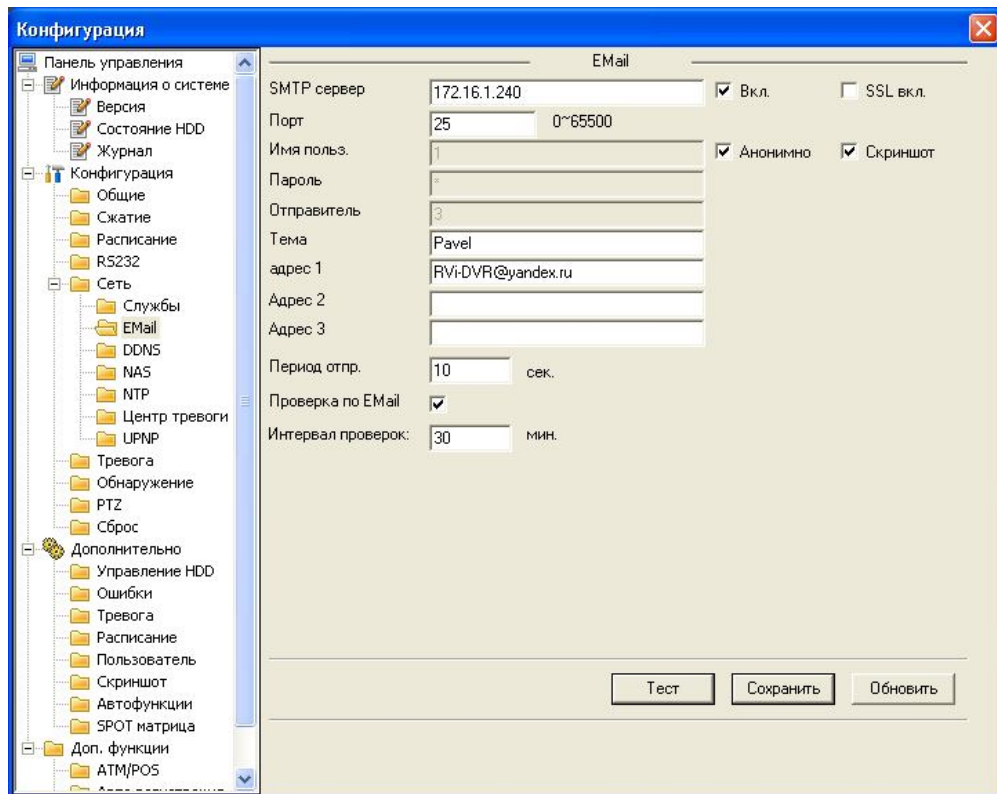 Конфигурация
Панель управления
Информация о системе
Версия
Состояние HDD
Журнал
Конфигурация
Общие
Сжатие
Расписание
RS232
Сеть
Службы
EMail
DDNS
NAS
NTP
Центр тревоги
UPNP
Тревога
Обнаружение
PTZ
Сброс
Дополнительно
Управление HDD
Ошибки
Тревога
Расписание
Пользователь
Скриншот
Автофункции
SPOT матрица
Доп. функции
ATM/POS
EMail
SMTP сервер 172.16.1.240 Вкл. SSL вкл.
Порт 25 0~65500
Имя польз. 1 Анонимно Скриншот
Пароль *
Отправитель 3
Тема Pavel
адрес 1 RVi-DVR@yandex.ru
Адрес 2
Адрес 3
Период отпр. 10 сек.
Проверка по EMail
Интервал проверок: 30 мин.
Тест Сохранить Обновить